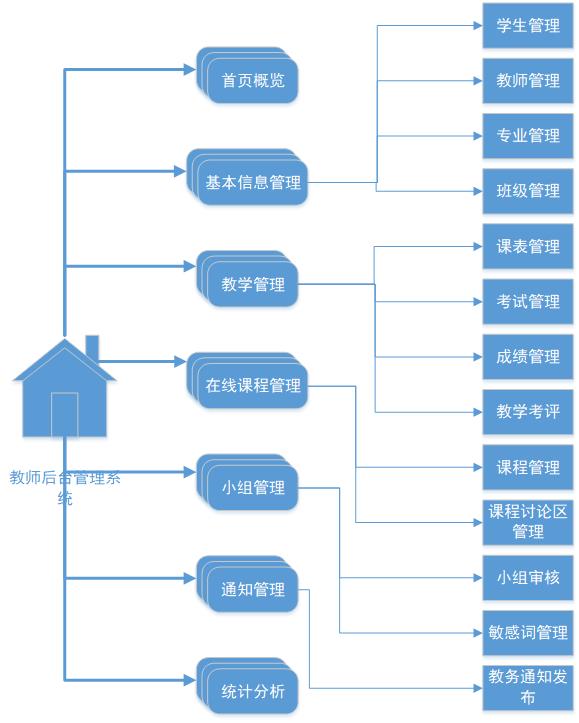 学生管理
首页概览
教师管理
专业管理
基本信息管理
班级管理
课表管理
教学管理
考试管理
成绩管理
在线课程管理
教学考评
课程管理
教师后台管理系
统
小组管理
课程讨论区
管理
小组审核
通知管理
敏感词管理
教务通知发
布
统计分析